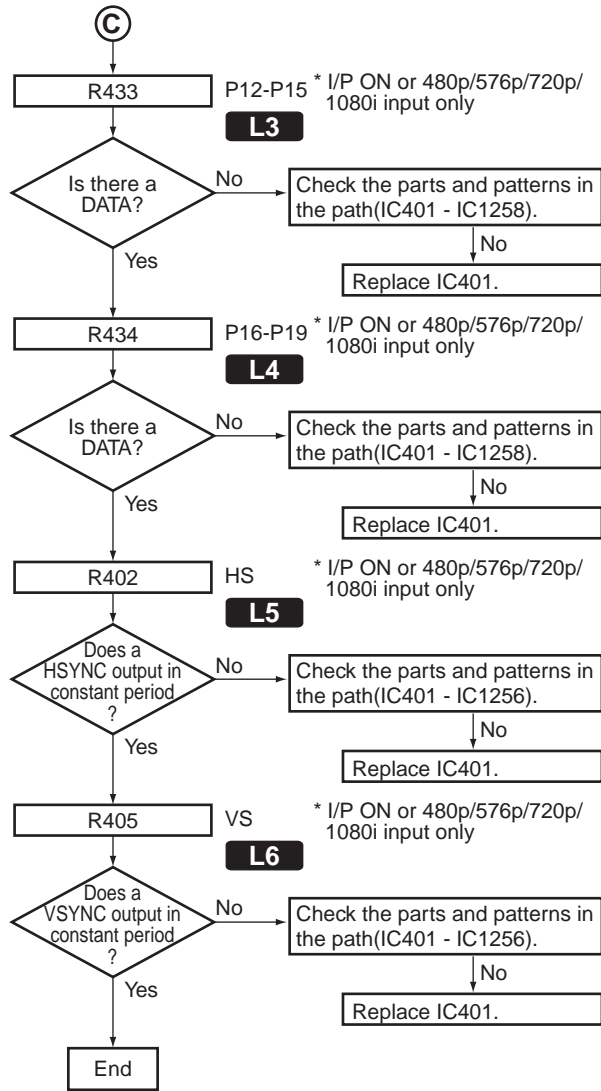 C
R433
P12-P15
* I/P ON or 480p/576p/720p/
1080i input only
L3
Is there a
DATA?
No
Check the parts and patterns in
the path(IC401 - IC1258).
No
Replace IC401.
Yes
R434
P16-P19
* I/P ON or 480p/576p/720p/
1080i input only
L4
Is there a
DATA?
No
Check the parts and patterns in
the path(IC401 - IC1258).
No
Replace IC401.
Yes
R402
HS
* I/P ON or 480p/576p/720p/
1080i input only
L5
Does a
HSYNC output in
constant period
?
No
Check the parts and patterns in
the path(IC401 - IC1256).
No
Replace IC401.
Yes
R405
VS
* I/P ON or 480p/576p/720p/
1080i input only
L6
Does a
VSYNC output in
constant period
?
No
Check the parts and patterns in
the path(IC401 - IC1256).
No
Replace IC401.
Yes
End